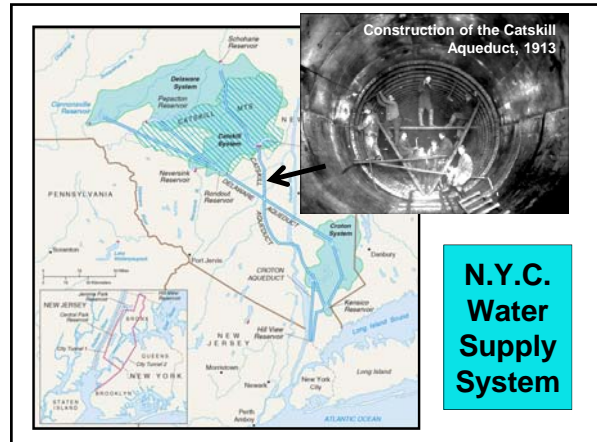 Construction of the Catskill
Aqueduct, 1913
Schoharie
Reservoir
Delaware
System
Cannonsville
Reservoir
Pepacton
Reservoir
MTS
CATSKILL
Catskill
System
NEW
Neversink
Reservoir
Rondout
Reservoir
CATSKILL
AQUEDUCT
DELAWARE
AQUEDUCT
PENNSYLVANIA
Croton
System
Scranton
Port Jervis
Danbury
CROTON
AQUEDUCT
Kensico
Reservoir
NEW
JERSEY
Hill View
Reservoir
Long Island Sound
Morristown
Newark
New York
City
Long Island
Perth
Amboy
ATLANTIC OCEAN
Jerome Park
Reservoir
Hill View
Reservoir
NEW JERSEY
BRONX
Central Park
Reservoir
City Tunnel 1
City Tunnel 2
QUEENS
NEW YORK
BROOKLYN
STATEN
ISLAND
N.Y.C.
Water
Supply
System